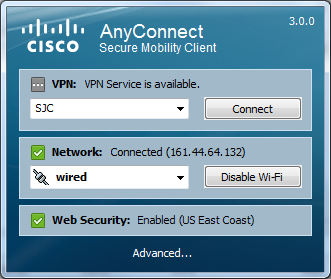 CISCO
AnyConnect
Secure Mobility Client
3.0.0
VPN: VPN Service is available.
SJC
Connect
Network: Connected (161.44.64.132)
wired
Disable Wi-Fi
Web Security: Enabled (US East Coast)
Advanced...